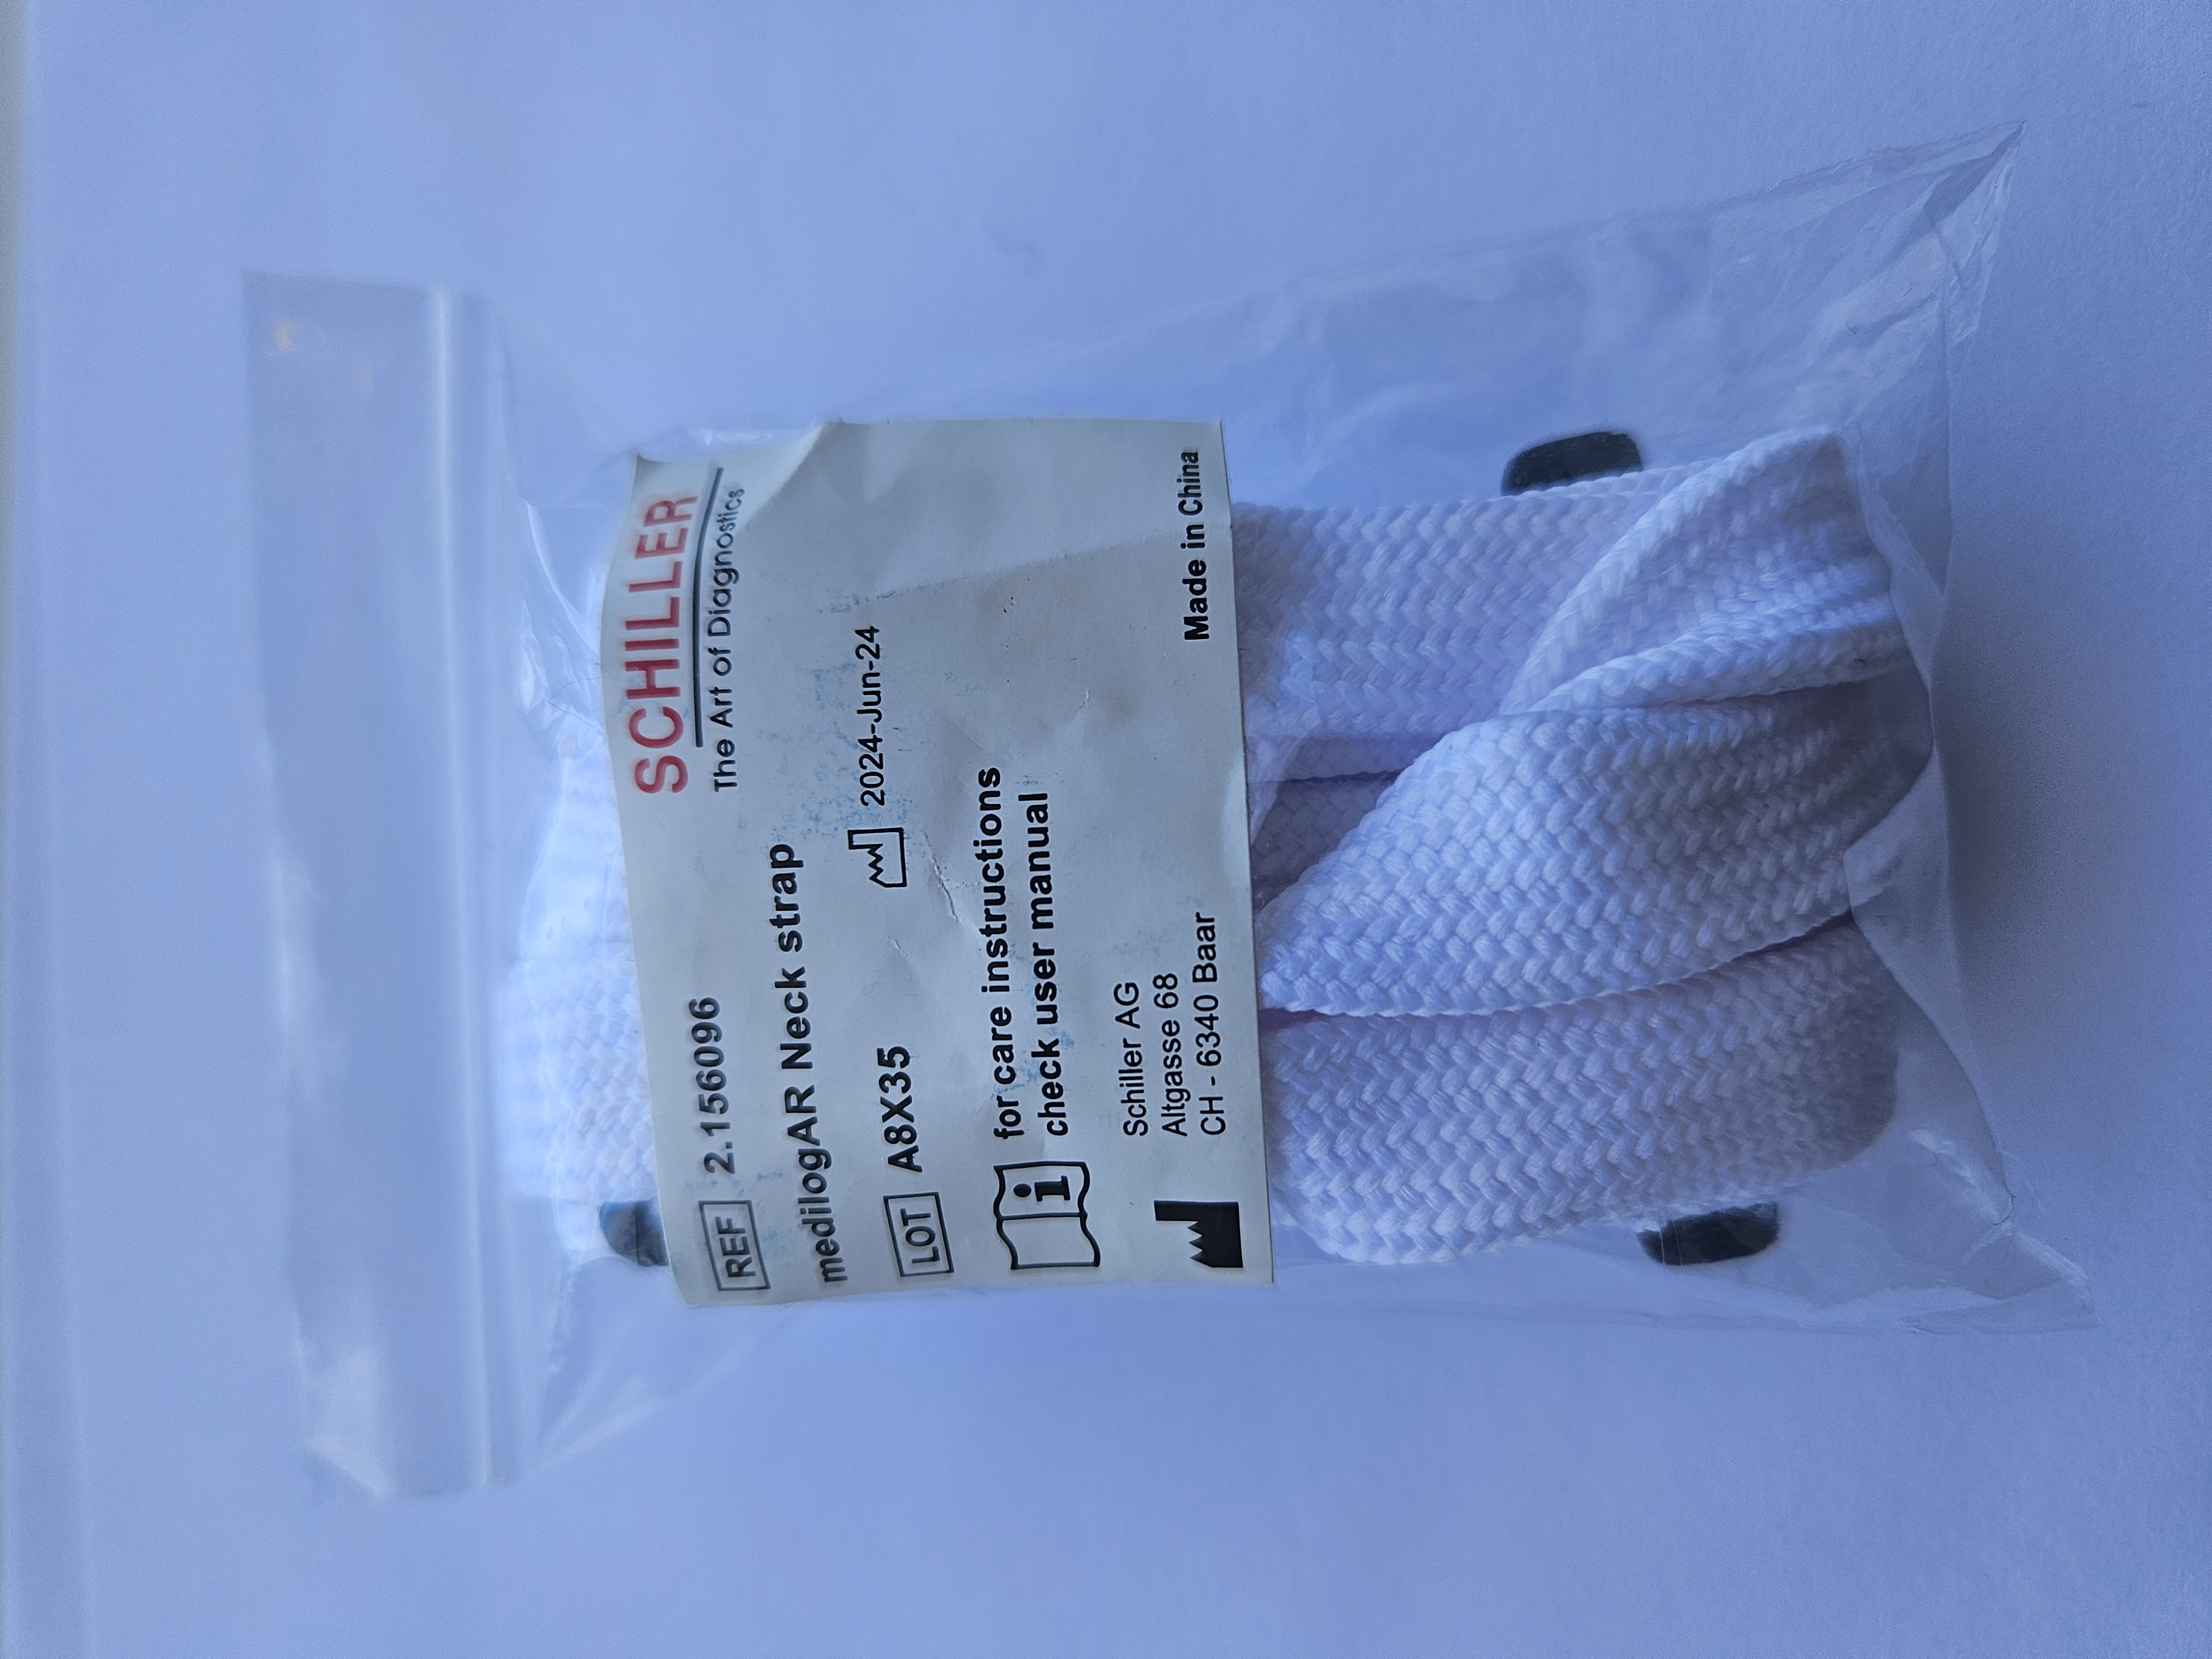 SCHILLER
The Art of Diagnostics
REF 2.156096
medilogAR Neck strap
LOT A8X35 2024-Jun-24
for care instructions
check user manual
Schiller AG
Altgasse 68
CH - 6340 Baar
Made in China